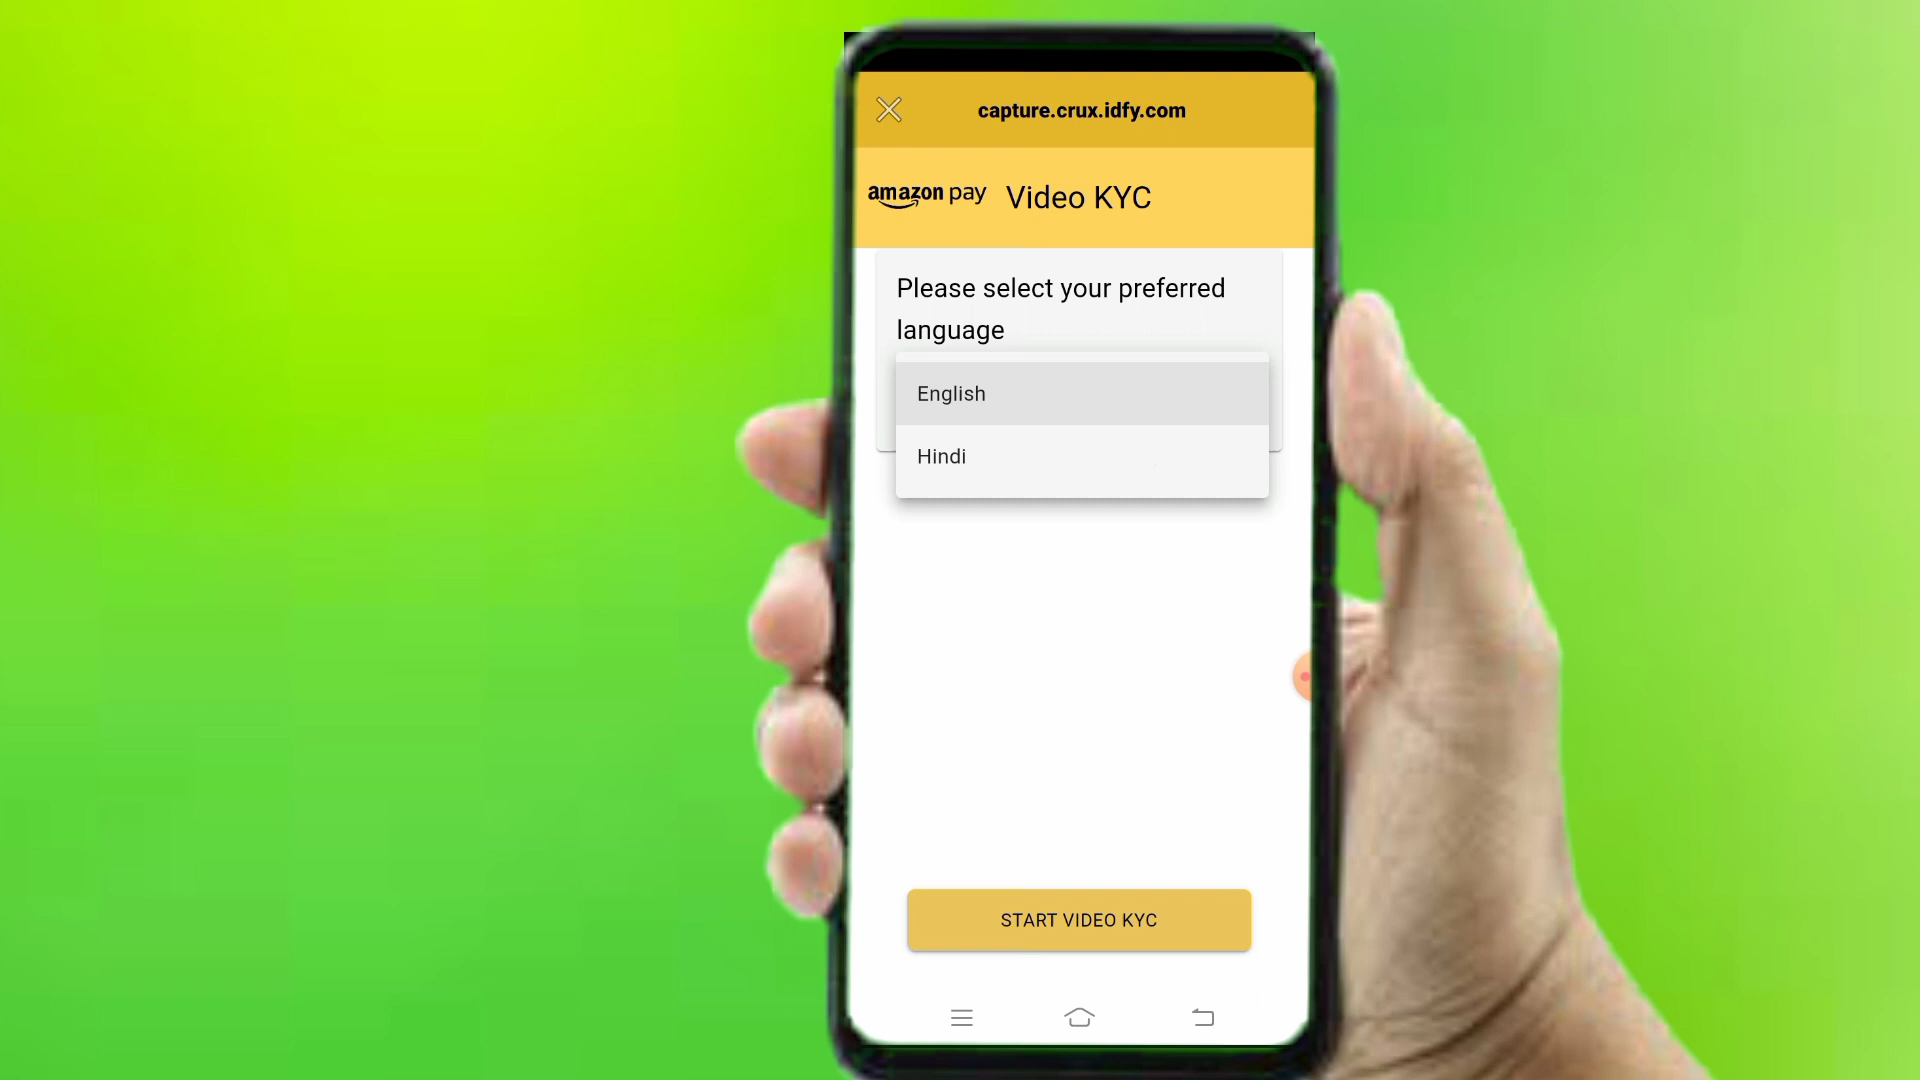 capture.crux.idfy.com
amazon pay Video KYC
Please select your preferred
language
English
Hindi
START VIDEO KYC